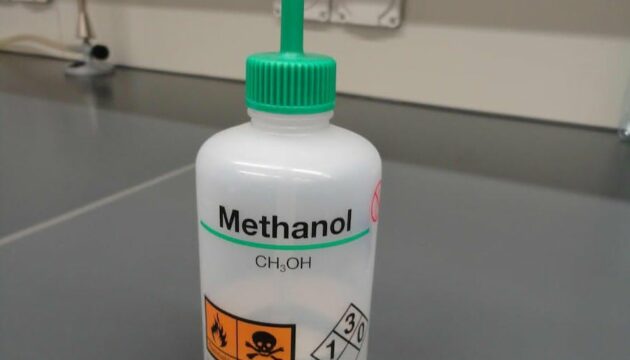 Methanol
CH₃OH
3
1 0